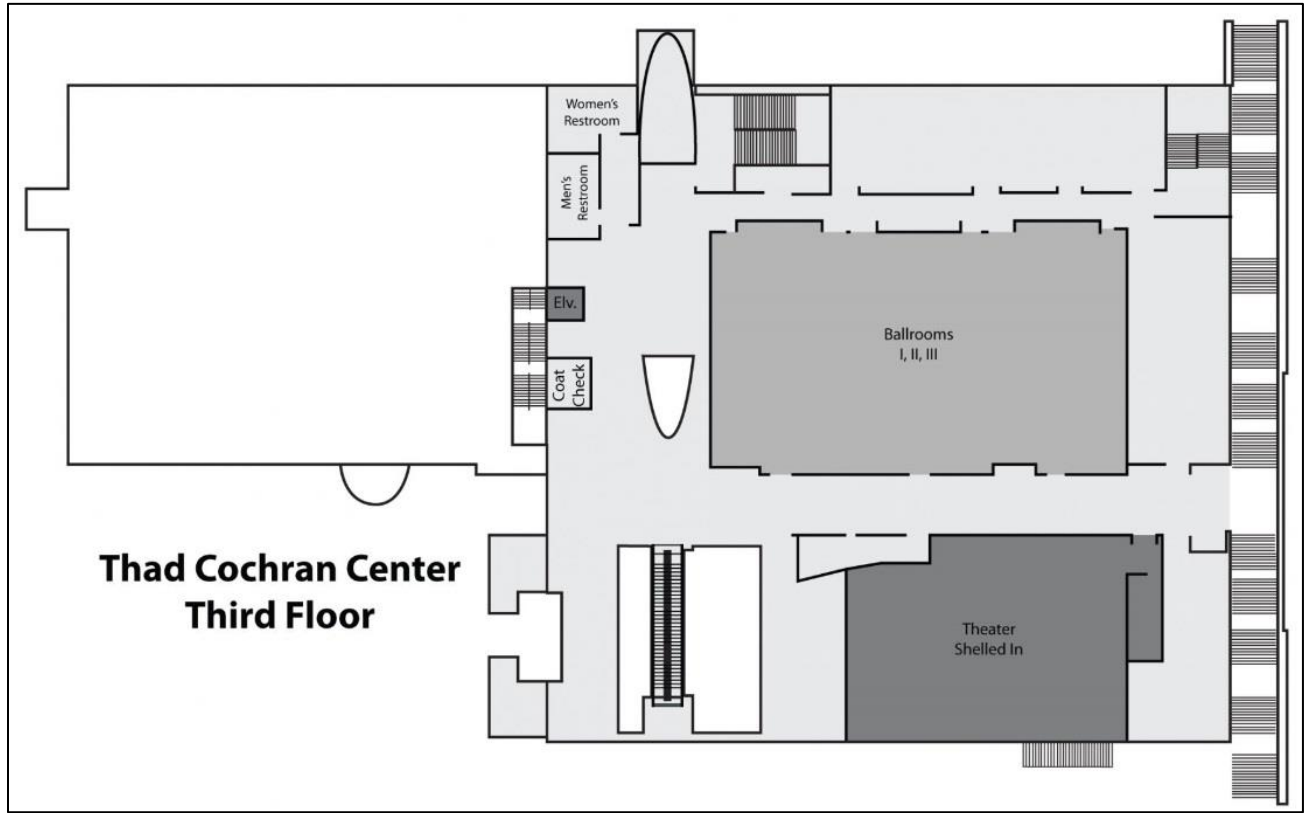 Women's
Restroom
Men's
Restroom
Elv.
Coat
Check
Ballrooms
I, II, III
Thad Cochran Center
Third Floor
Theater
Shelled In